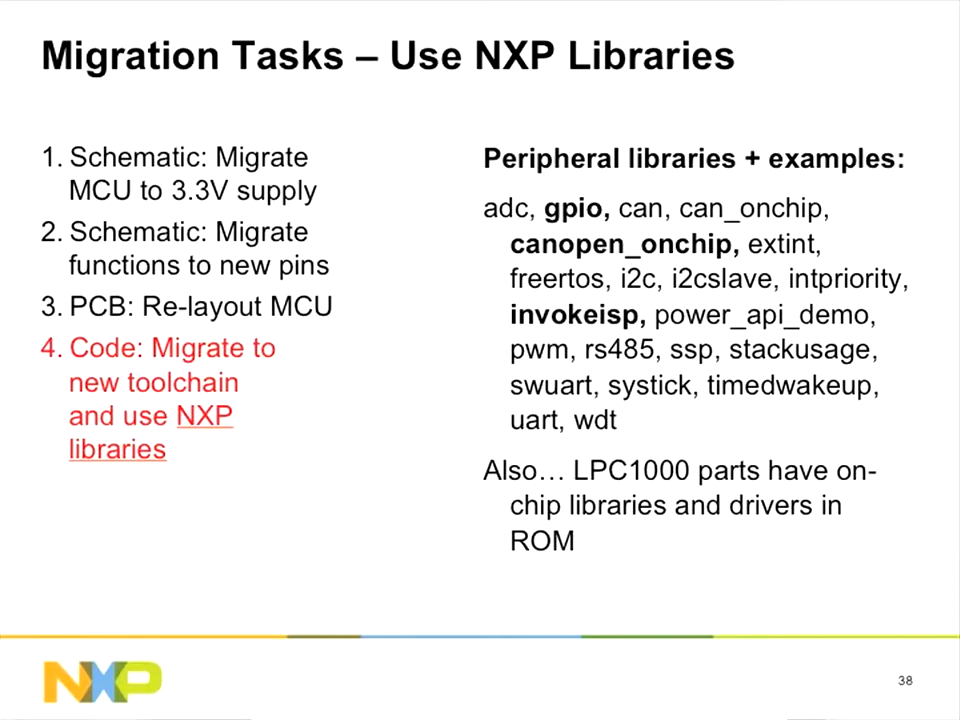 Migration Tasks – Use NXP Libraries
1. Schematic: Migrate
MCU to 3.3V supply
2. Schematic: Migrate
functions to new pins
3. PCB: Re-layout MCU
4. Code: Migrate to
new toolchain
and use NXP
libraries
Peripheral libraries + examples:
adc, gpio, can, can_onchip,
canopen_onchip, extint,
freertos, i2c, i2cslave, intpriority,
invokeisp, power_api_demo,
pwm, rs485, ssp, stackusage,
swuart, systick, timedwakeup,
uart, wdt
Also… LPC1000 parts have on-
chip libraries and drivers in
ROM
NXP
38